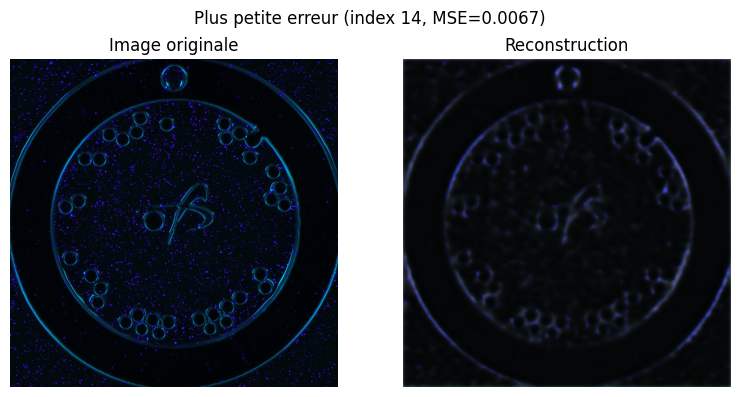 Plus petite erreur (index 14, MSE=0.0067)
Image originale
Reconstruction